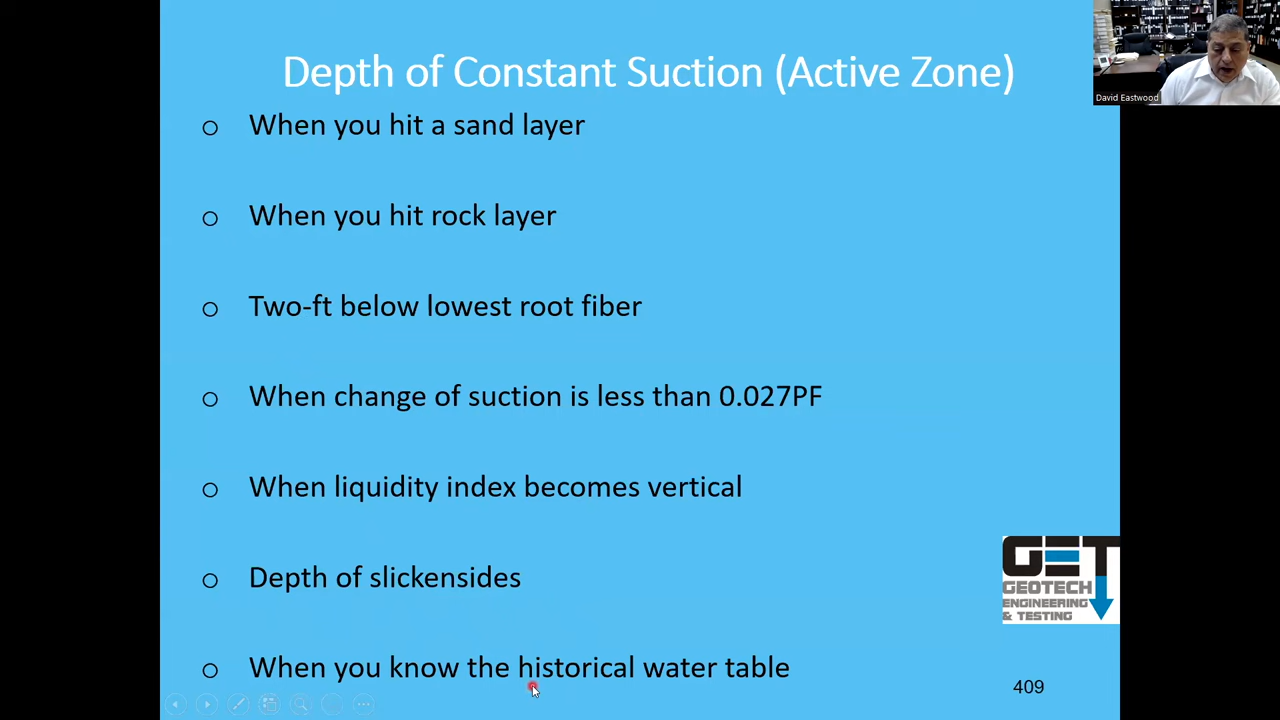 Depth of Constant Suction (Active Zone)
David Eastwood
o When you hit a sand layer
o When you hit rock layer
o Two-ft below lowest root fiber
o When change of suction is less than 0.027PF
o When liquidity index becomes vertical
o Depth of slickensides
o When you know the historical water table
GET
GEOTECH
ENGINEERING
& TESTING
409